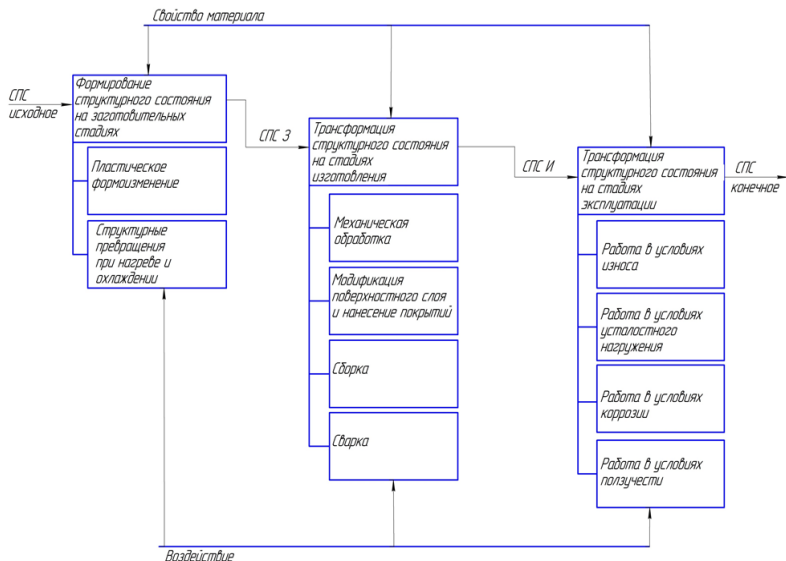 Свойство материала
СПС
исходное
Формирование
структурного состояния
на заготовительных
стадиях
Пластическое
формоизменение
Структурные
превращения
при нагреве и
охлаждении
СПС З
Трансформация
структурного состояния
на стадиях
изготовления
Механическая
обработка
Модификация
поверхностного слоя
и нанесение покрытий
Сборка
Сварка
СПС И
Трансформация
структурного состояния
на стадиях
эксплуатации
Работа в условиях
износа
Работа в условиях
усталостного
нагружения
Работа в условиях
коррозии
Работа в условиях
ползучести
СПС
конечное
Воздействие